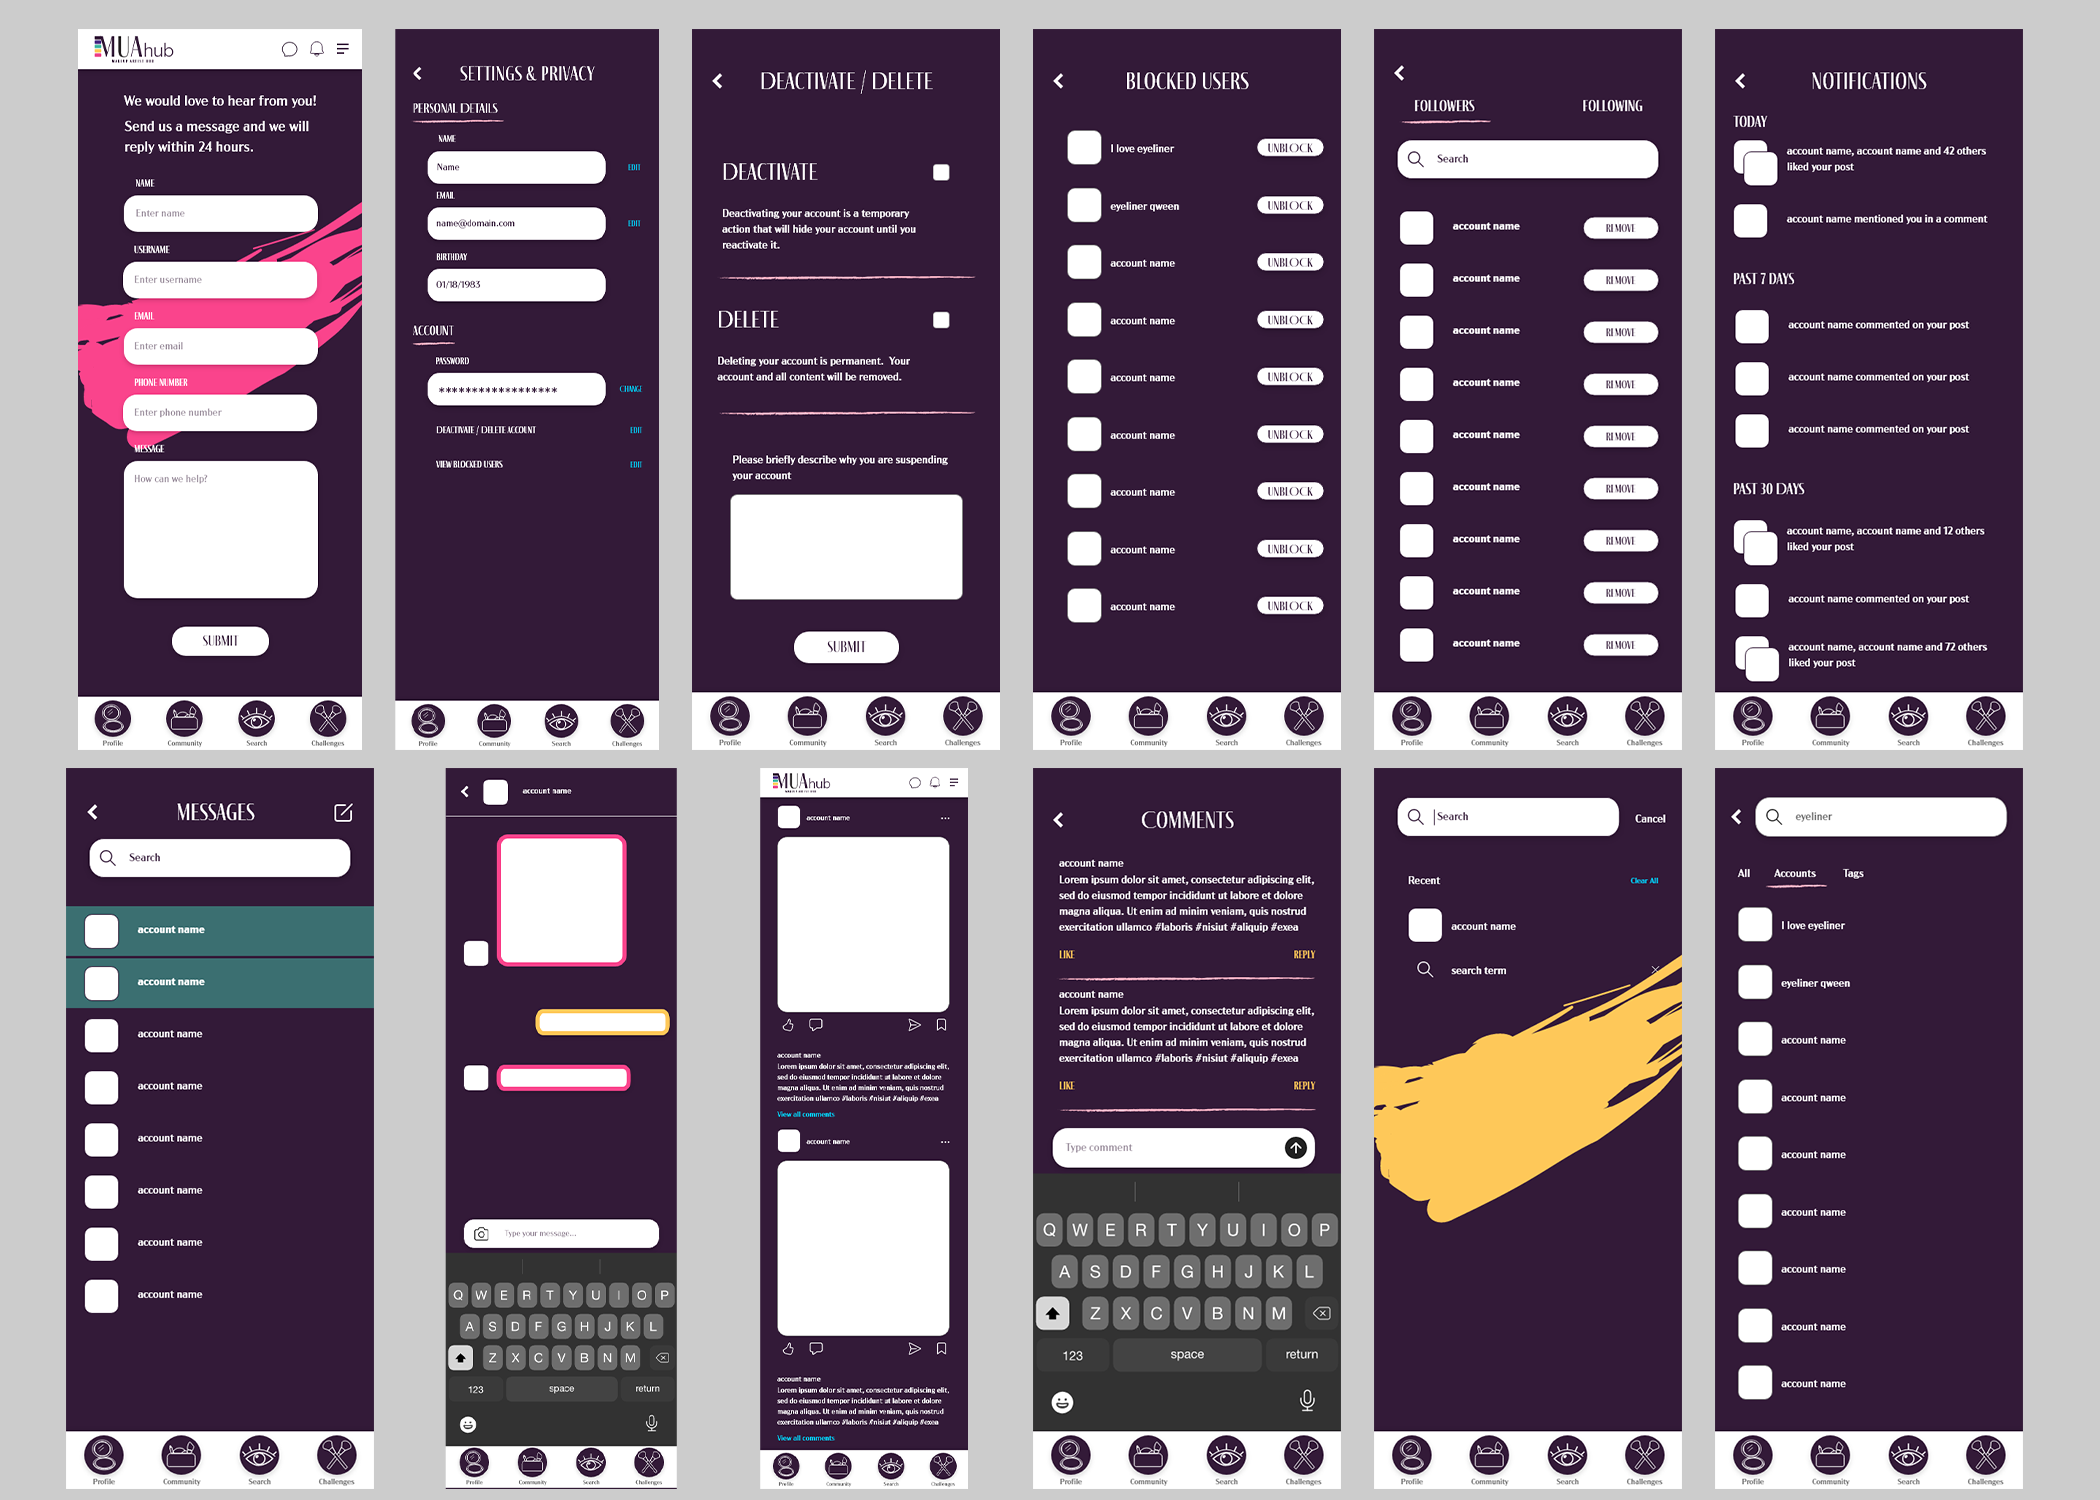 MUAhub
MAKEUP ARTIST HUB
We would love to hear from you!
Send us a message and we will
reply within 24 hours.
NAME
Enter name
USERNAME
Enter username
EMAIL
Enter email
PHONE NUMBER
Enter phone number
MESSAGE
How can we help?
SUBMIT
Profile
Community
Search
Challenges
SETTINGS & PRIVACY
PERSONAL DETAILS
NAME
Name
EDIT
EMAIL
name@domain.com
EDIT
BIRTHDAY
01/18/1983
ACCOUNT
PASSWORD
******************
CHANGE
DEACTIVATE / DELETE ACCOUNT
EDIT
VIEW BLOCKED USERS
EDIT
Profile
Community
Search
Challenges
DEACTIVATE / DELETE
DEACTIVATE
Deactivating your account is a temporary
action that will hide your account until you
reactivate it.
DELETE
Deleting your account is permanent. Your
account and all content will be removed.
Please briefly describe why you are suspending
your account
SUBMIT
Profile
Community
Search
Challenges
BLOCKED USERS
I love eyeliner
UNBLOCK
eyeliner qween
UNBLOCK
account name
UNBLOCK
account name
UNBLOCK
account name
UNBLOCK
account name
UNBLOCK
account name
UNBLOCK
account name
UNBLOCK
account name
UNBLOCK
Profile
Community
Search
Challenges
FOLLOWERS
FOLLOWING
Search
account name
REMOVE
account name
REMOVE
account name
REMOVE
account name
REMOVE
account name
REMOVE
account name
REMOVE
account name
REMOVE
account name
REMOVE
account name
REMOVE
Profile
Community
Search
Challenges
NOTIFICATIONS
TODAY
account name, account name and 42 others
liked your post
account name mentioned you in a comment
PAST 7 DAYS
account name commented on your post
account name commented on your post
account name commented on your post
PAST 30 DAYS
account name, account name and 12 others
liked your post
account name commented on your post
account name, account name and 72 others
liked your post
Profile
Community
Search
Challenges
MESSAGES
Search
account name
account name
account name
account name
account name
account name
account name
account name
Profile
Community
Search
Challenges
account name
Type your message...
Q W E R T Y U I O P
A S D F G H J K L
Z X C V B N M
123 space return
Profile
Community
Search
Challenges
MUAhub
MAKEUP ARTIST HUB
account name
account name
Lorem ipsum dolor sit amet, consectetur adipiscing elit,
sed do eiusmod tempor incididunt ut labore et dolore
magna aliqua. Ut enim ad minim veniam, quis nostrud
exercitation ullamco #laboris #nisiut #aliquip #exea
View all comments
account name
account name
Lorem ipsum dolor sit amet, consectetur adipiscing elit,
sed do eiusmod tempor incididunt ut labore et dolore
magna aliqua. Ut enim ad minim veniam, quis nostrud
exercitation ullamco #laboris #nisiut #aliquip #exea
View all comments
Profile
Community
Search
Challenges
COMMENTS
account name
Lorem ipsum dolor sit amet, consectetur adipiscing elit,
sed do eiusmod tempor incididunt ut labore et dolore
magna aliqua. Ut enim ad minim veniam, quis nostrud
exercitation ullamco #laboris #nisiut #aliquip #exea
LIKE
REPLY
account name
Lorem ipsum dolor sit amet, consectetur adipiscing elit,
sed do eiusmod tempor incididunt ut labore et dolore
magna aliqua. Ut enim ad minim veniam, quis nostrud
exercitation ullamco #laboris #nisiut #aliquip #exea
LIKE
REPLY
Type comment
Q W E R T Y U I O P
A S D F G H J K L
Z X C V B N M
123 space return
Profile
Community
Search
Challenges
Search
Cancel
Recent
Clear All
account name
search term
Profile
Community
Search
Challenges
eyeliner
All
Accounts
Tags
I love eyeliner
eyeliner qween
account name
account name
account name
account name
account name
account name
account name
Profile
Community
Search
Challenges